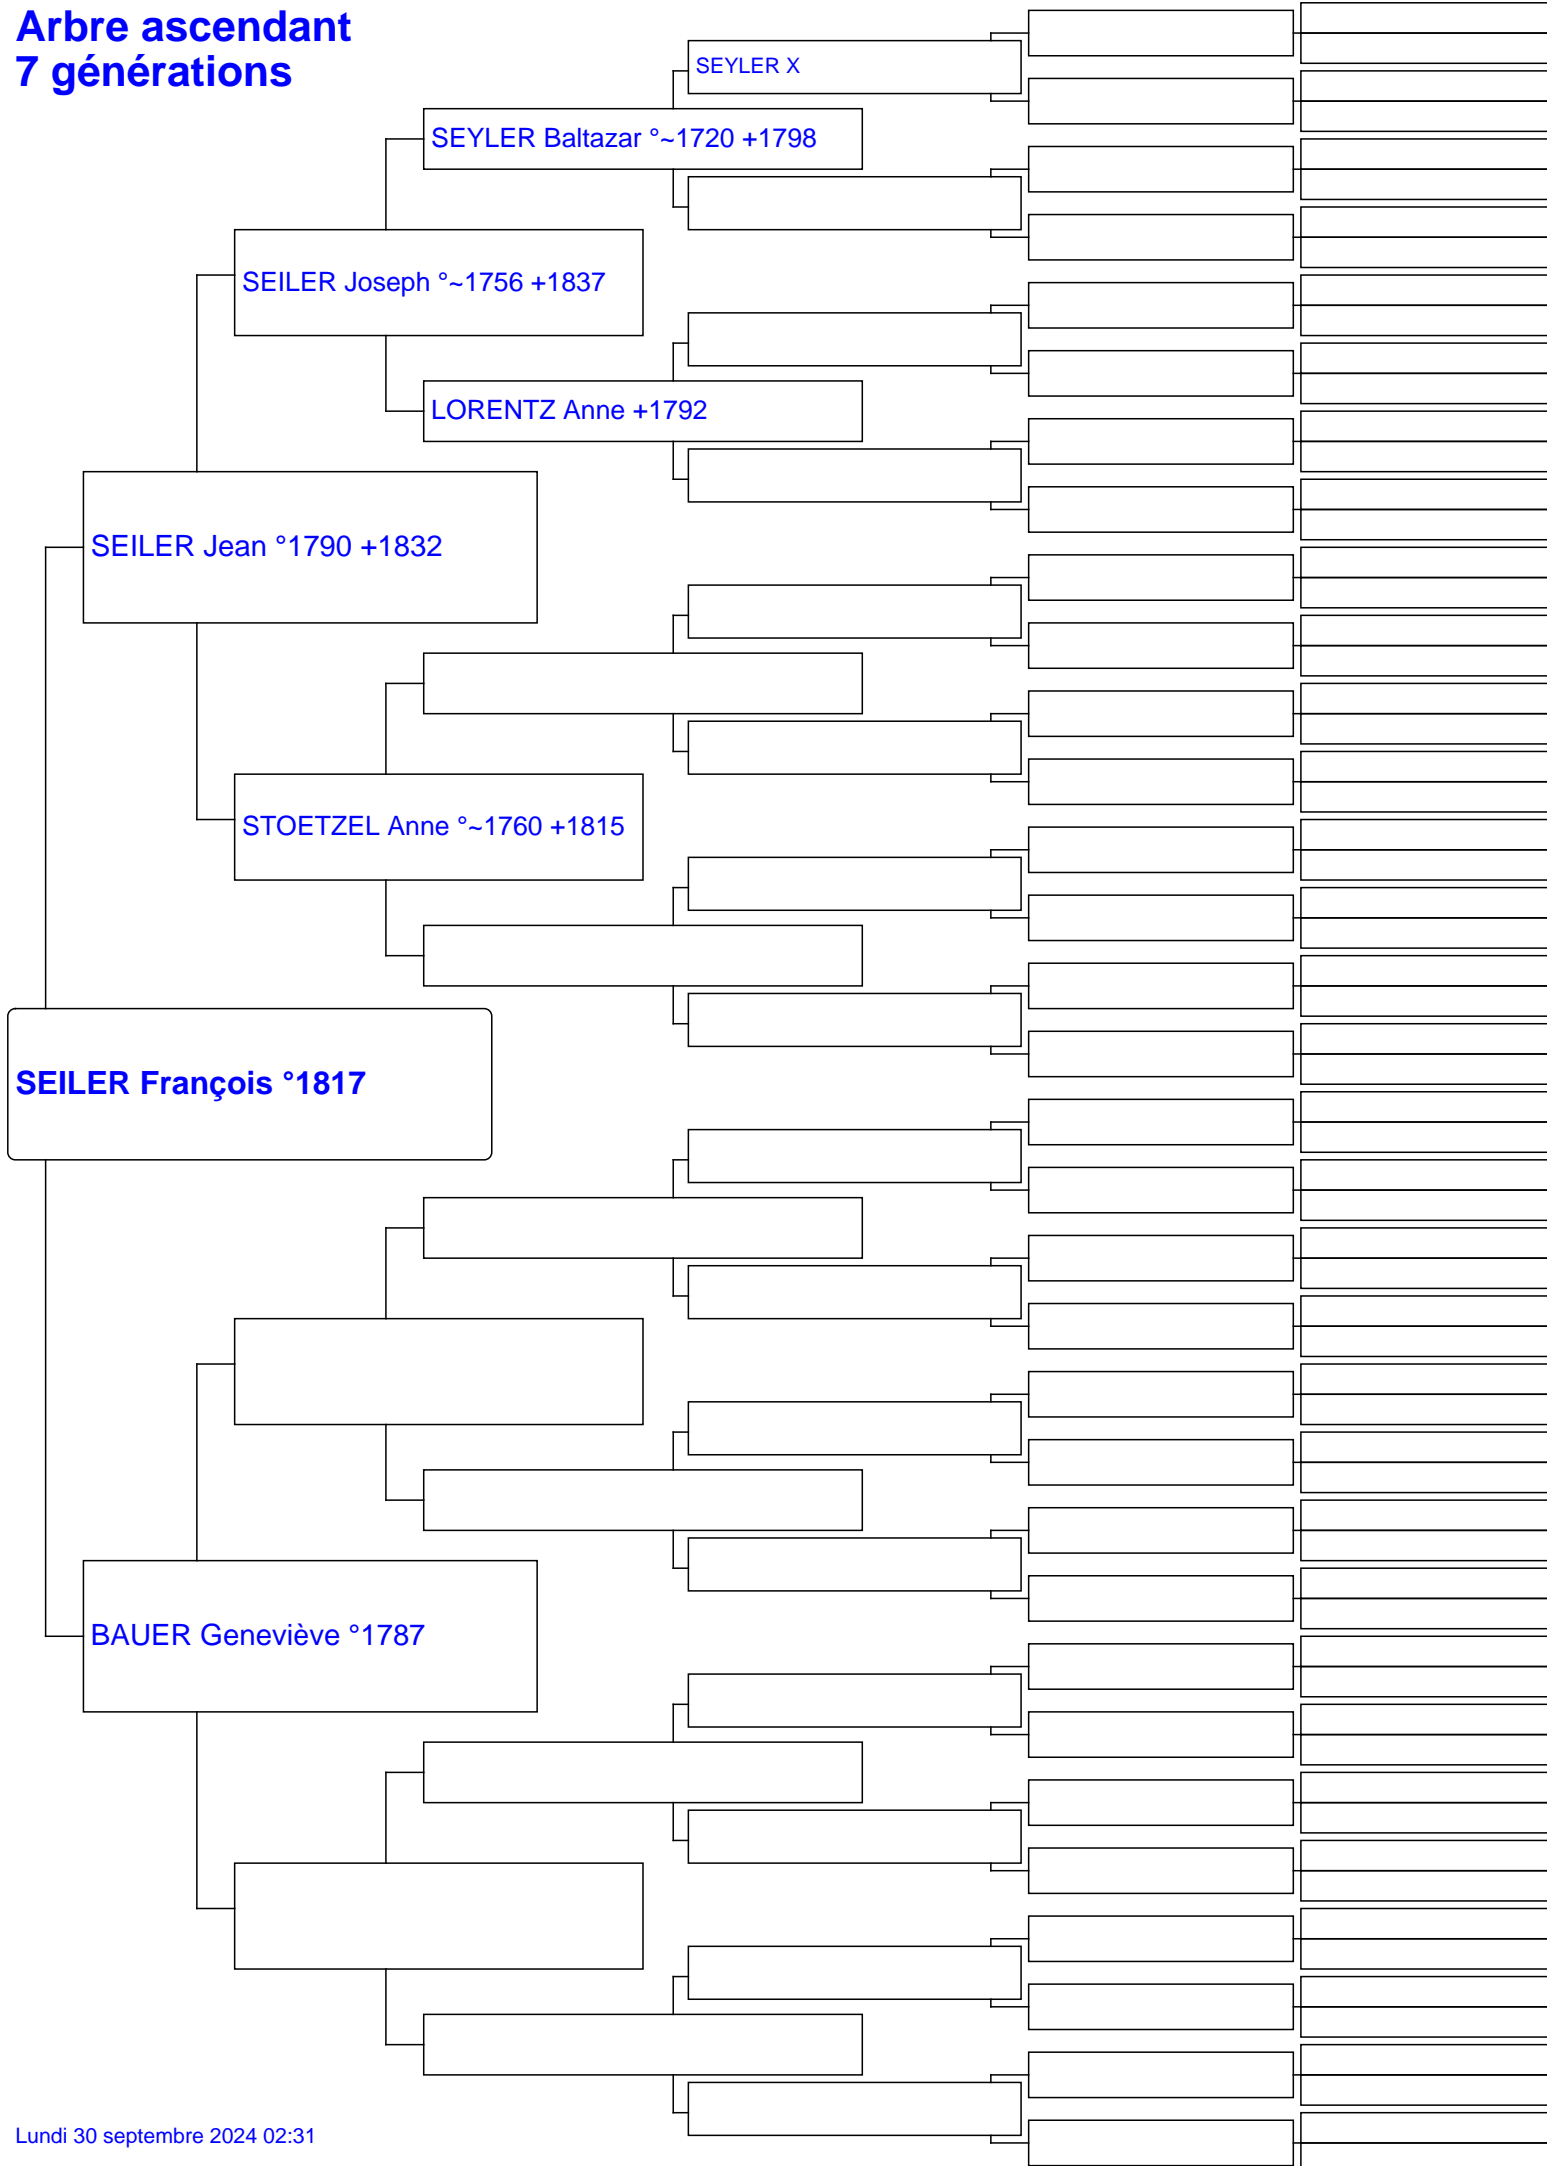 Arbre ascendant
7 générations
SEYLER X
SEYLER Baltazar °~1720 +1798
SEILER Joseph °~1756 +1837
LORENTZ Anne +1792
SEILER Jean °1790 +1832
STOETZEL Anne °~1760 +1815
SEILER François °1817
BAUER Geneviève °1787
Lundi 30 septembre 2024 02:31